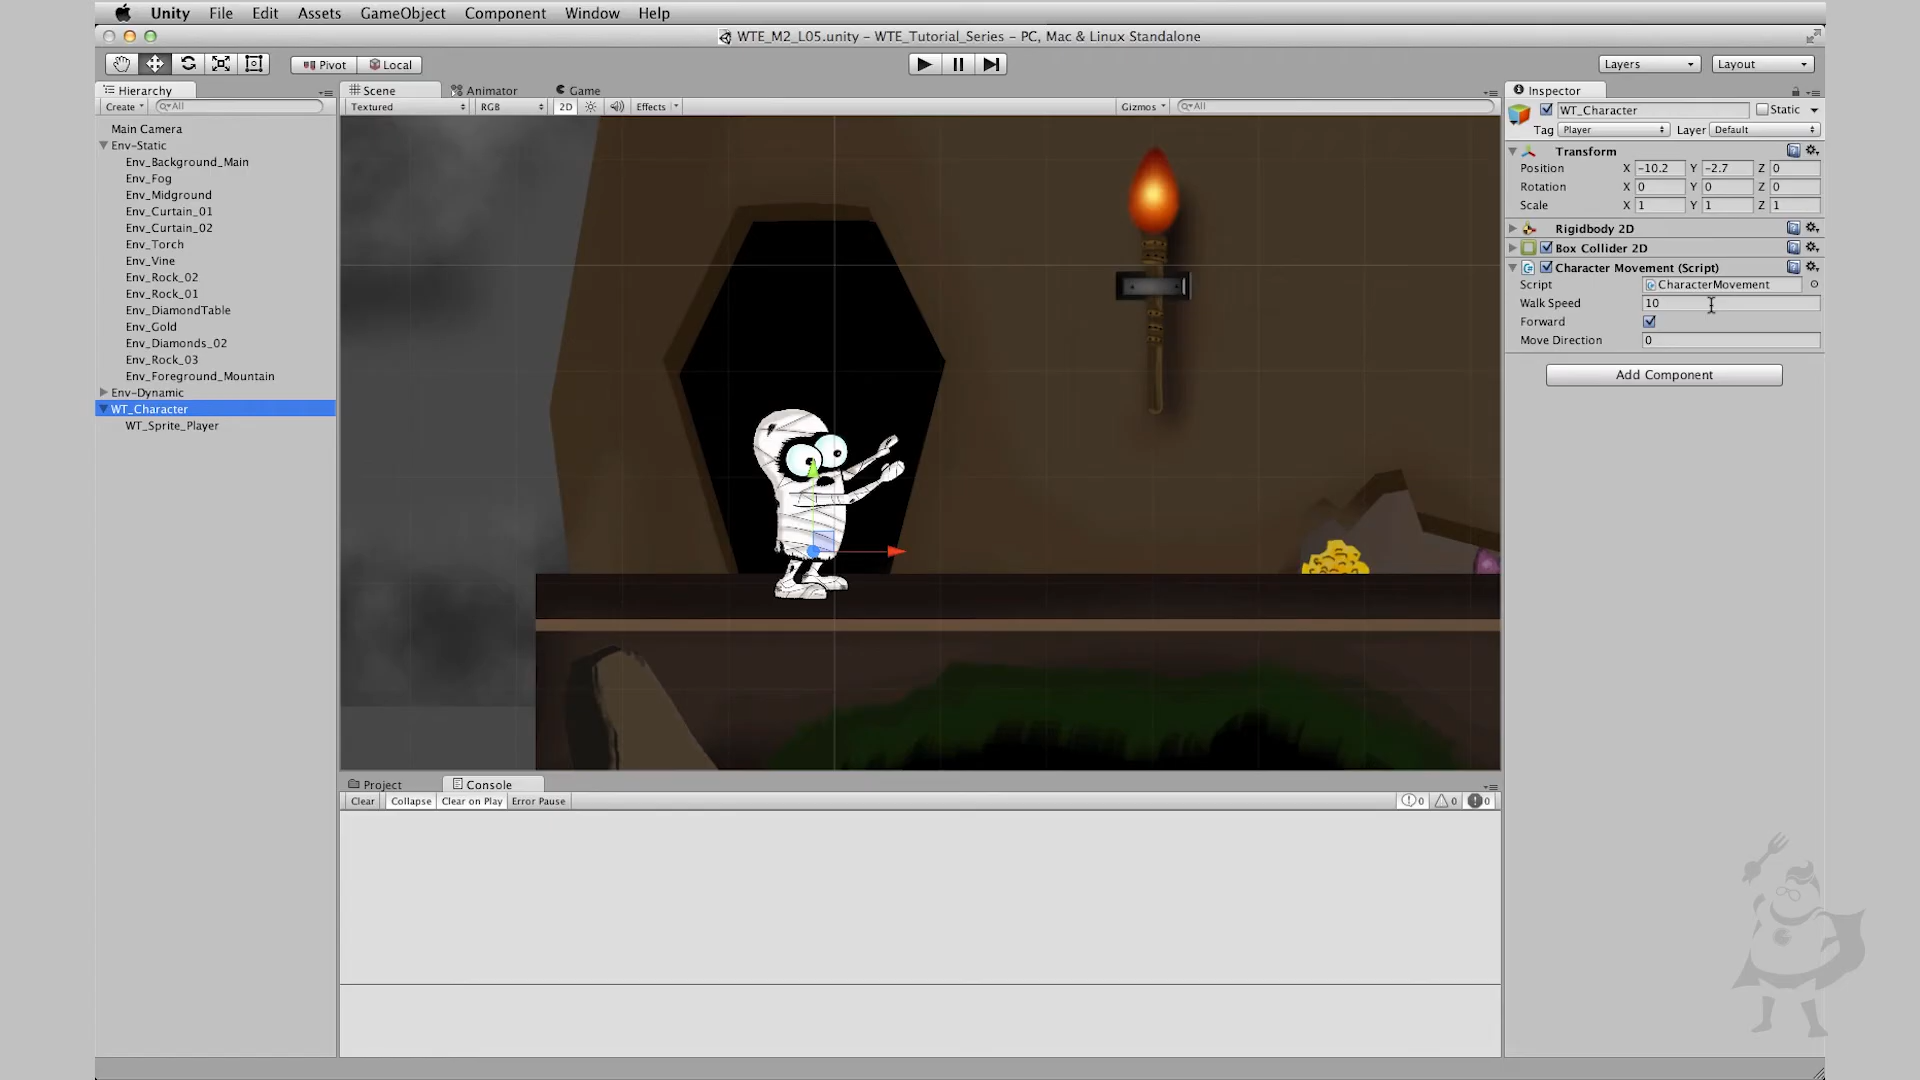 Unity File Edit Assets GameObject Component Window Help
WTE_M2_L05.unity – WTE_Tutorial_Series – PC, Mac & Linux Standalone
Pivot Local Layers Layout
Hierarchy
Create All
Main Camera
Env-Static
Env_Background_Main
Env_Fog
Env_Midground
Env_Curtain_01
Env_Curtain_02
Env_Torch
Env_Vine
Env_Rock_02
Env_Rock_01
Env_DiamondTable
Env_Gold
Env_Diamonds_02
Env_Rock_03
Env_Foreground_Mountain
Env-Dynamic
WT_Character
WT_Sprite_Player
Scene Animator Game
Textured RGB 2D Effects Gizmos All
Project Console
Clear Collapse Clear on Play Error Pause 0 0 0
Inspector
WT_Character Static
Tag Player Layer Default
Transform
Position X -10.2 Y -2.7 Z 0
Rotation X 0 Y 0 Z 0
Scale X 1 Y 1 Z 1
Rigidbody 2D
Box Collider 2D
Character Movement (Script)
Script CharacterMovement
Walk Speed 10
Forward
Move Direction 0
Add Component